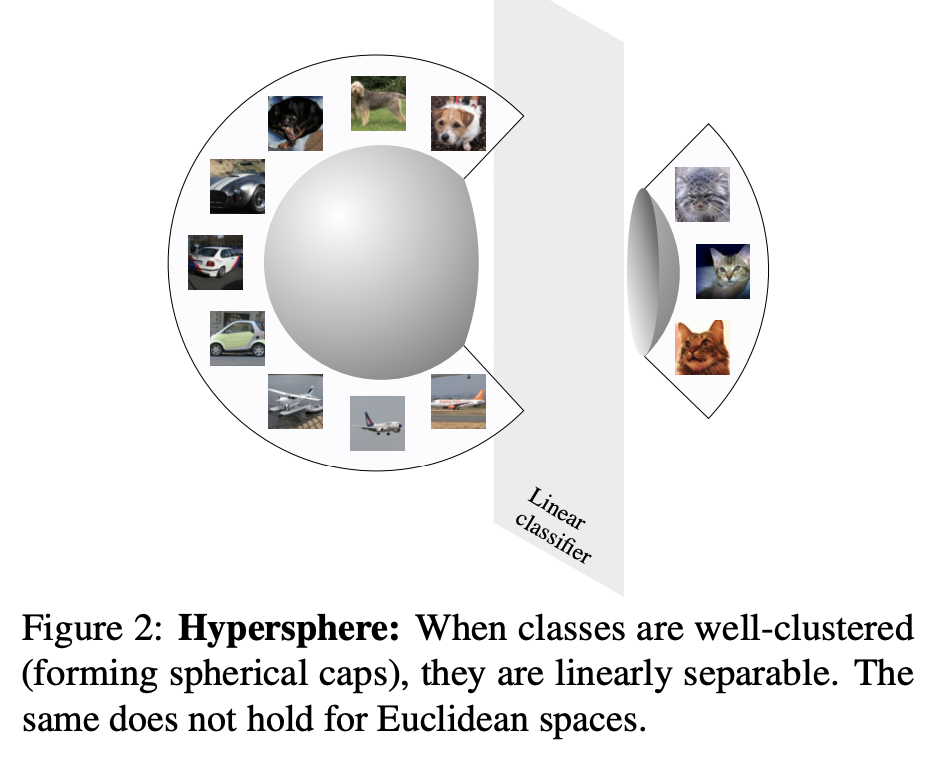 Linear
classifier
Figure 2: Hypersphere: When classes are well-clustered
(forming spherical caps), they are linearly separable. The
same does not hold for Euclidean spaces.